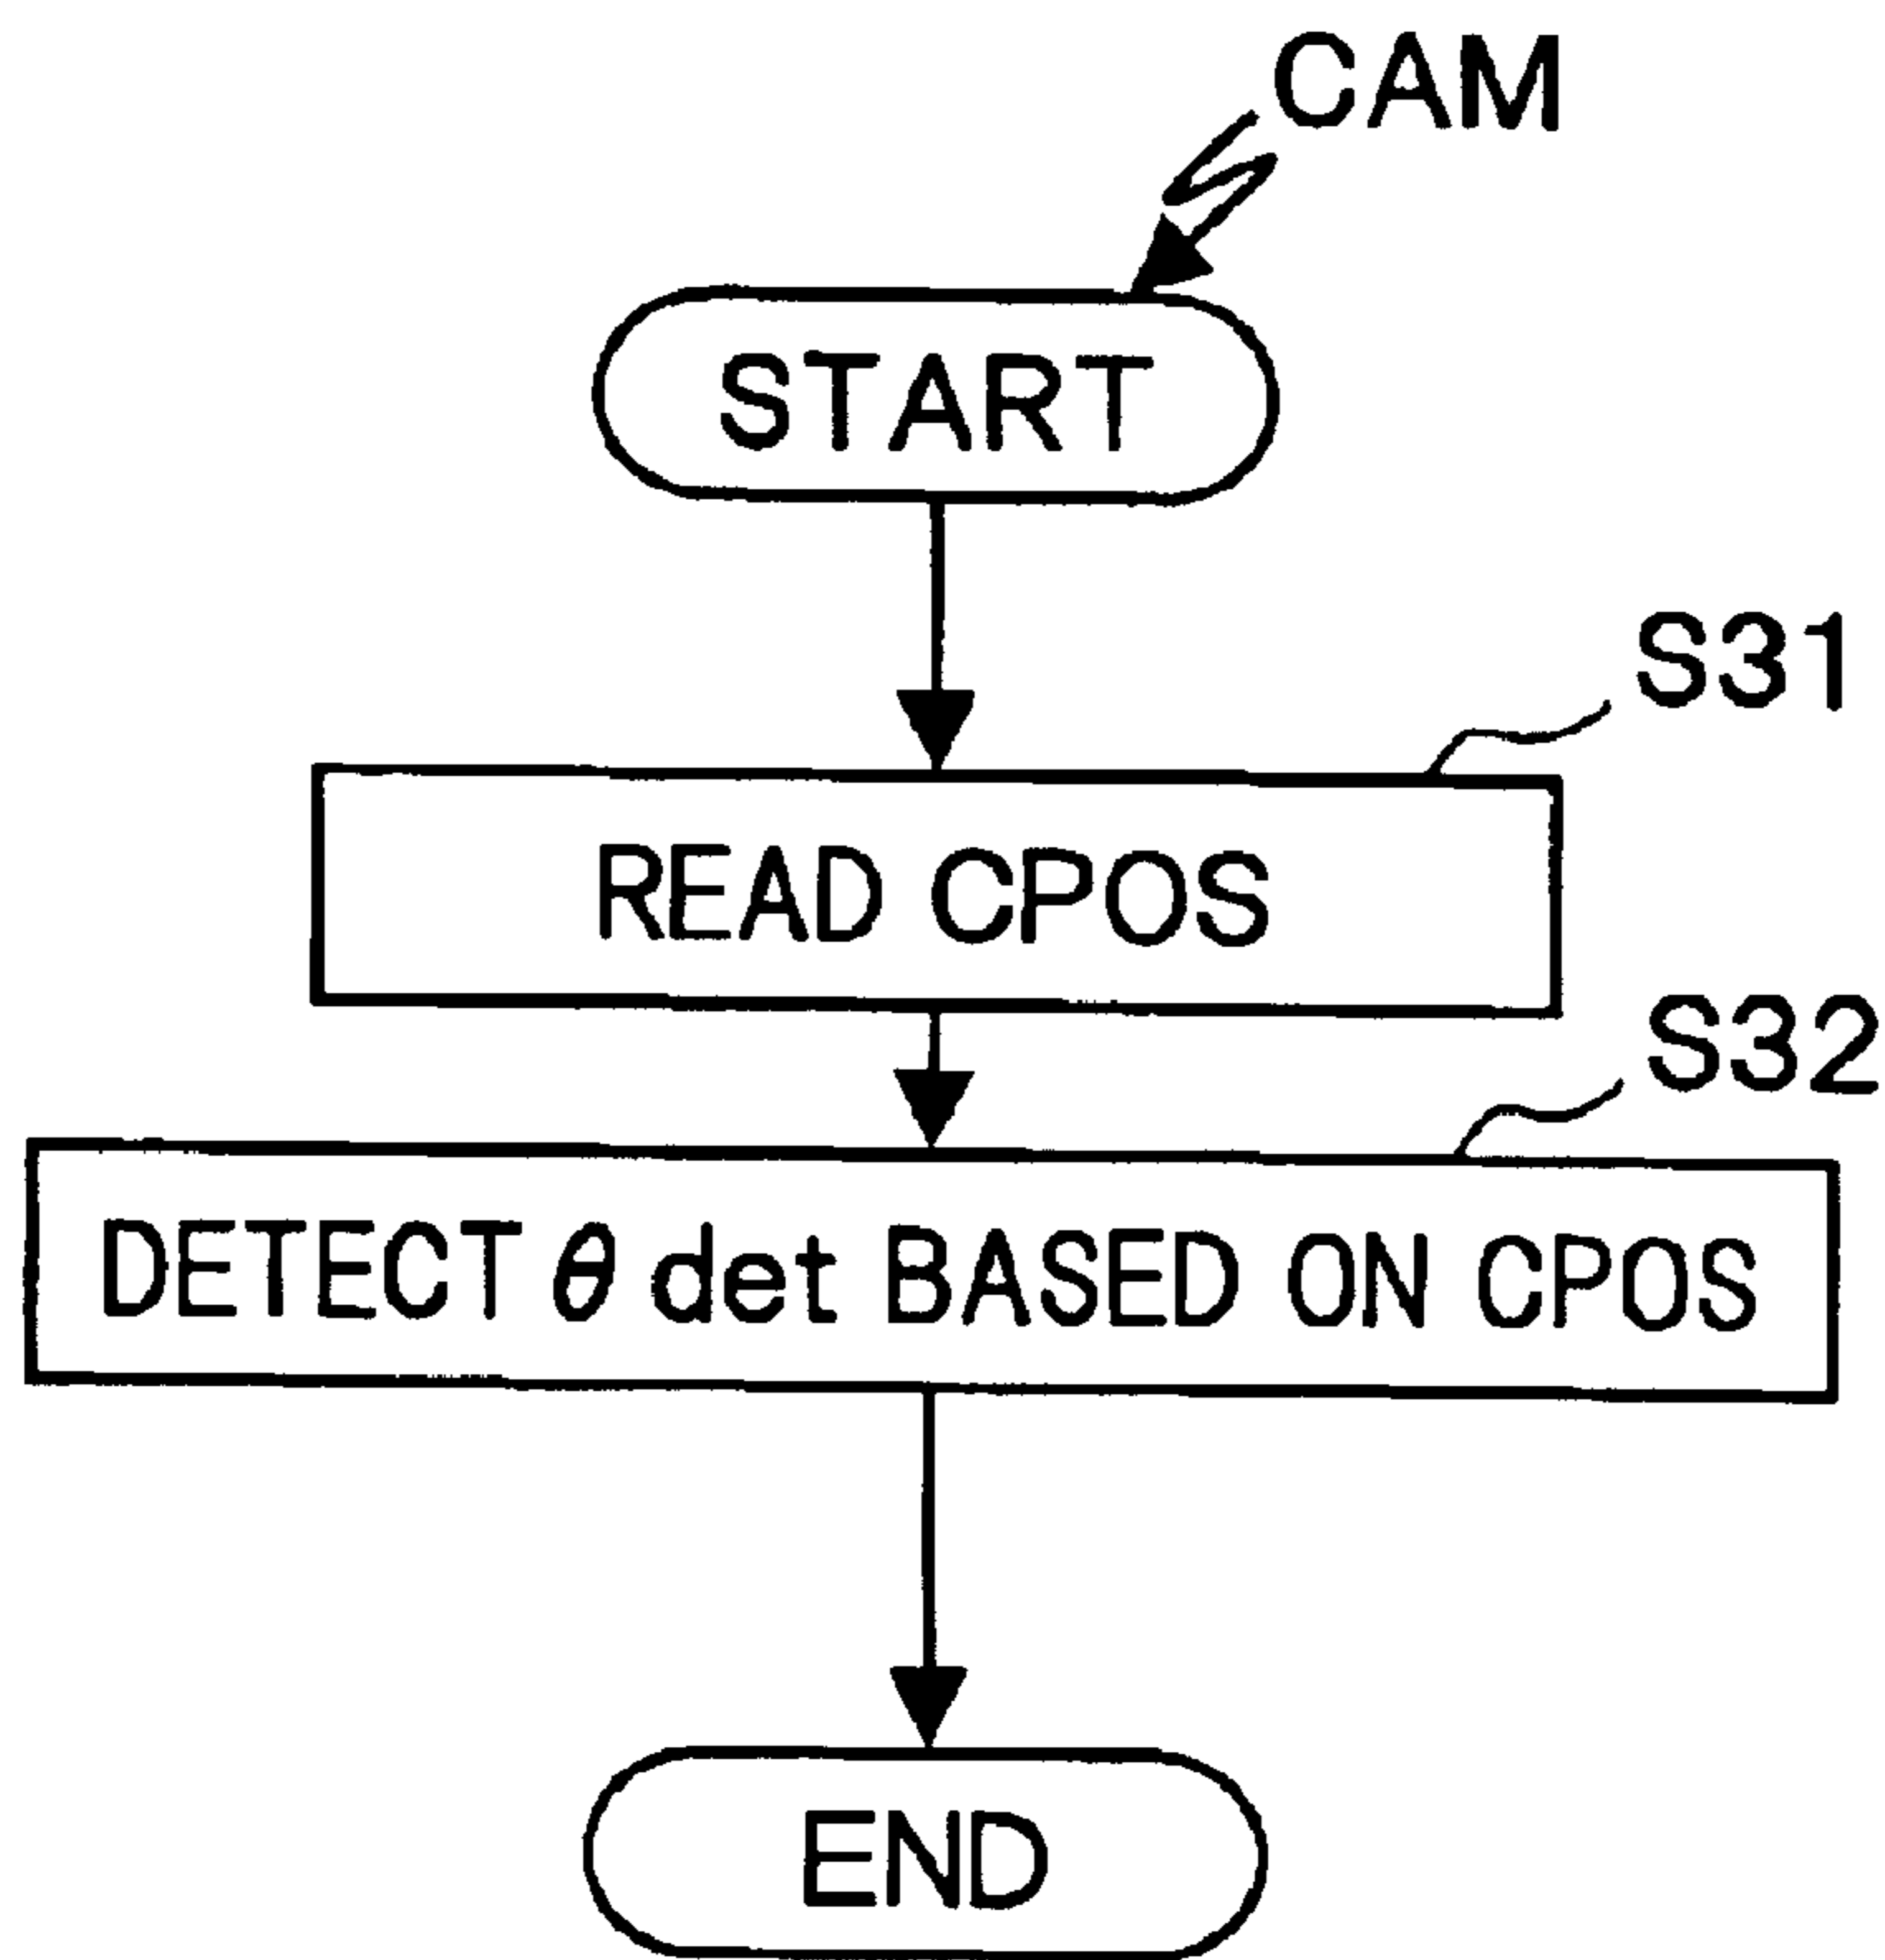 CAM
START
S31
READ CPOS
S32
DETECT θ det BASED ON CPOS
END